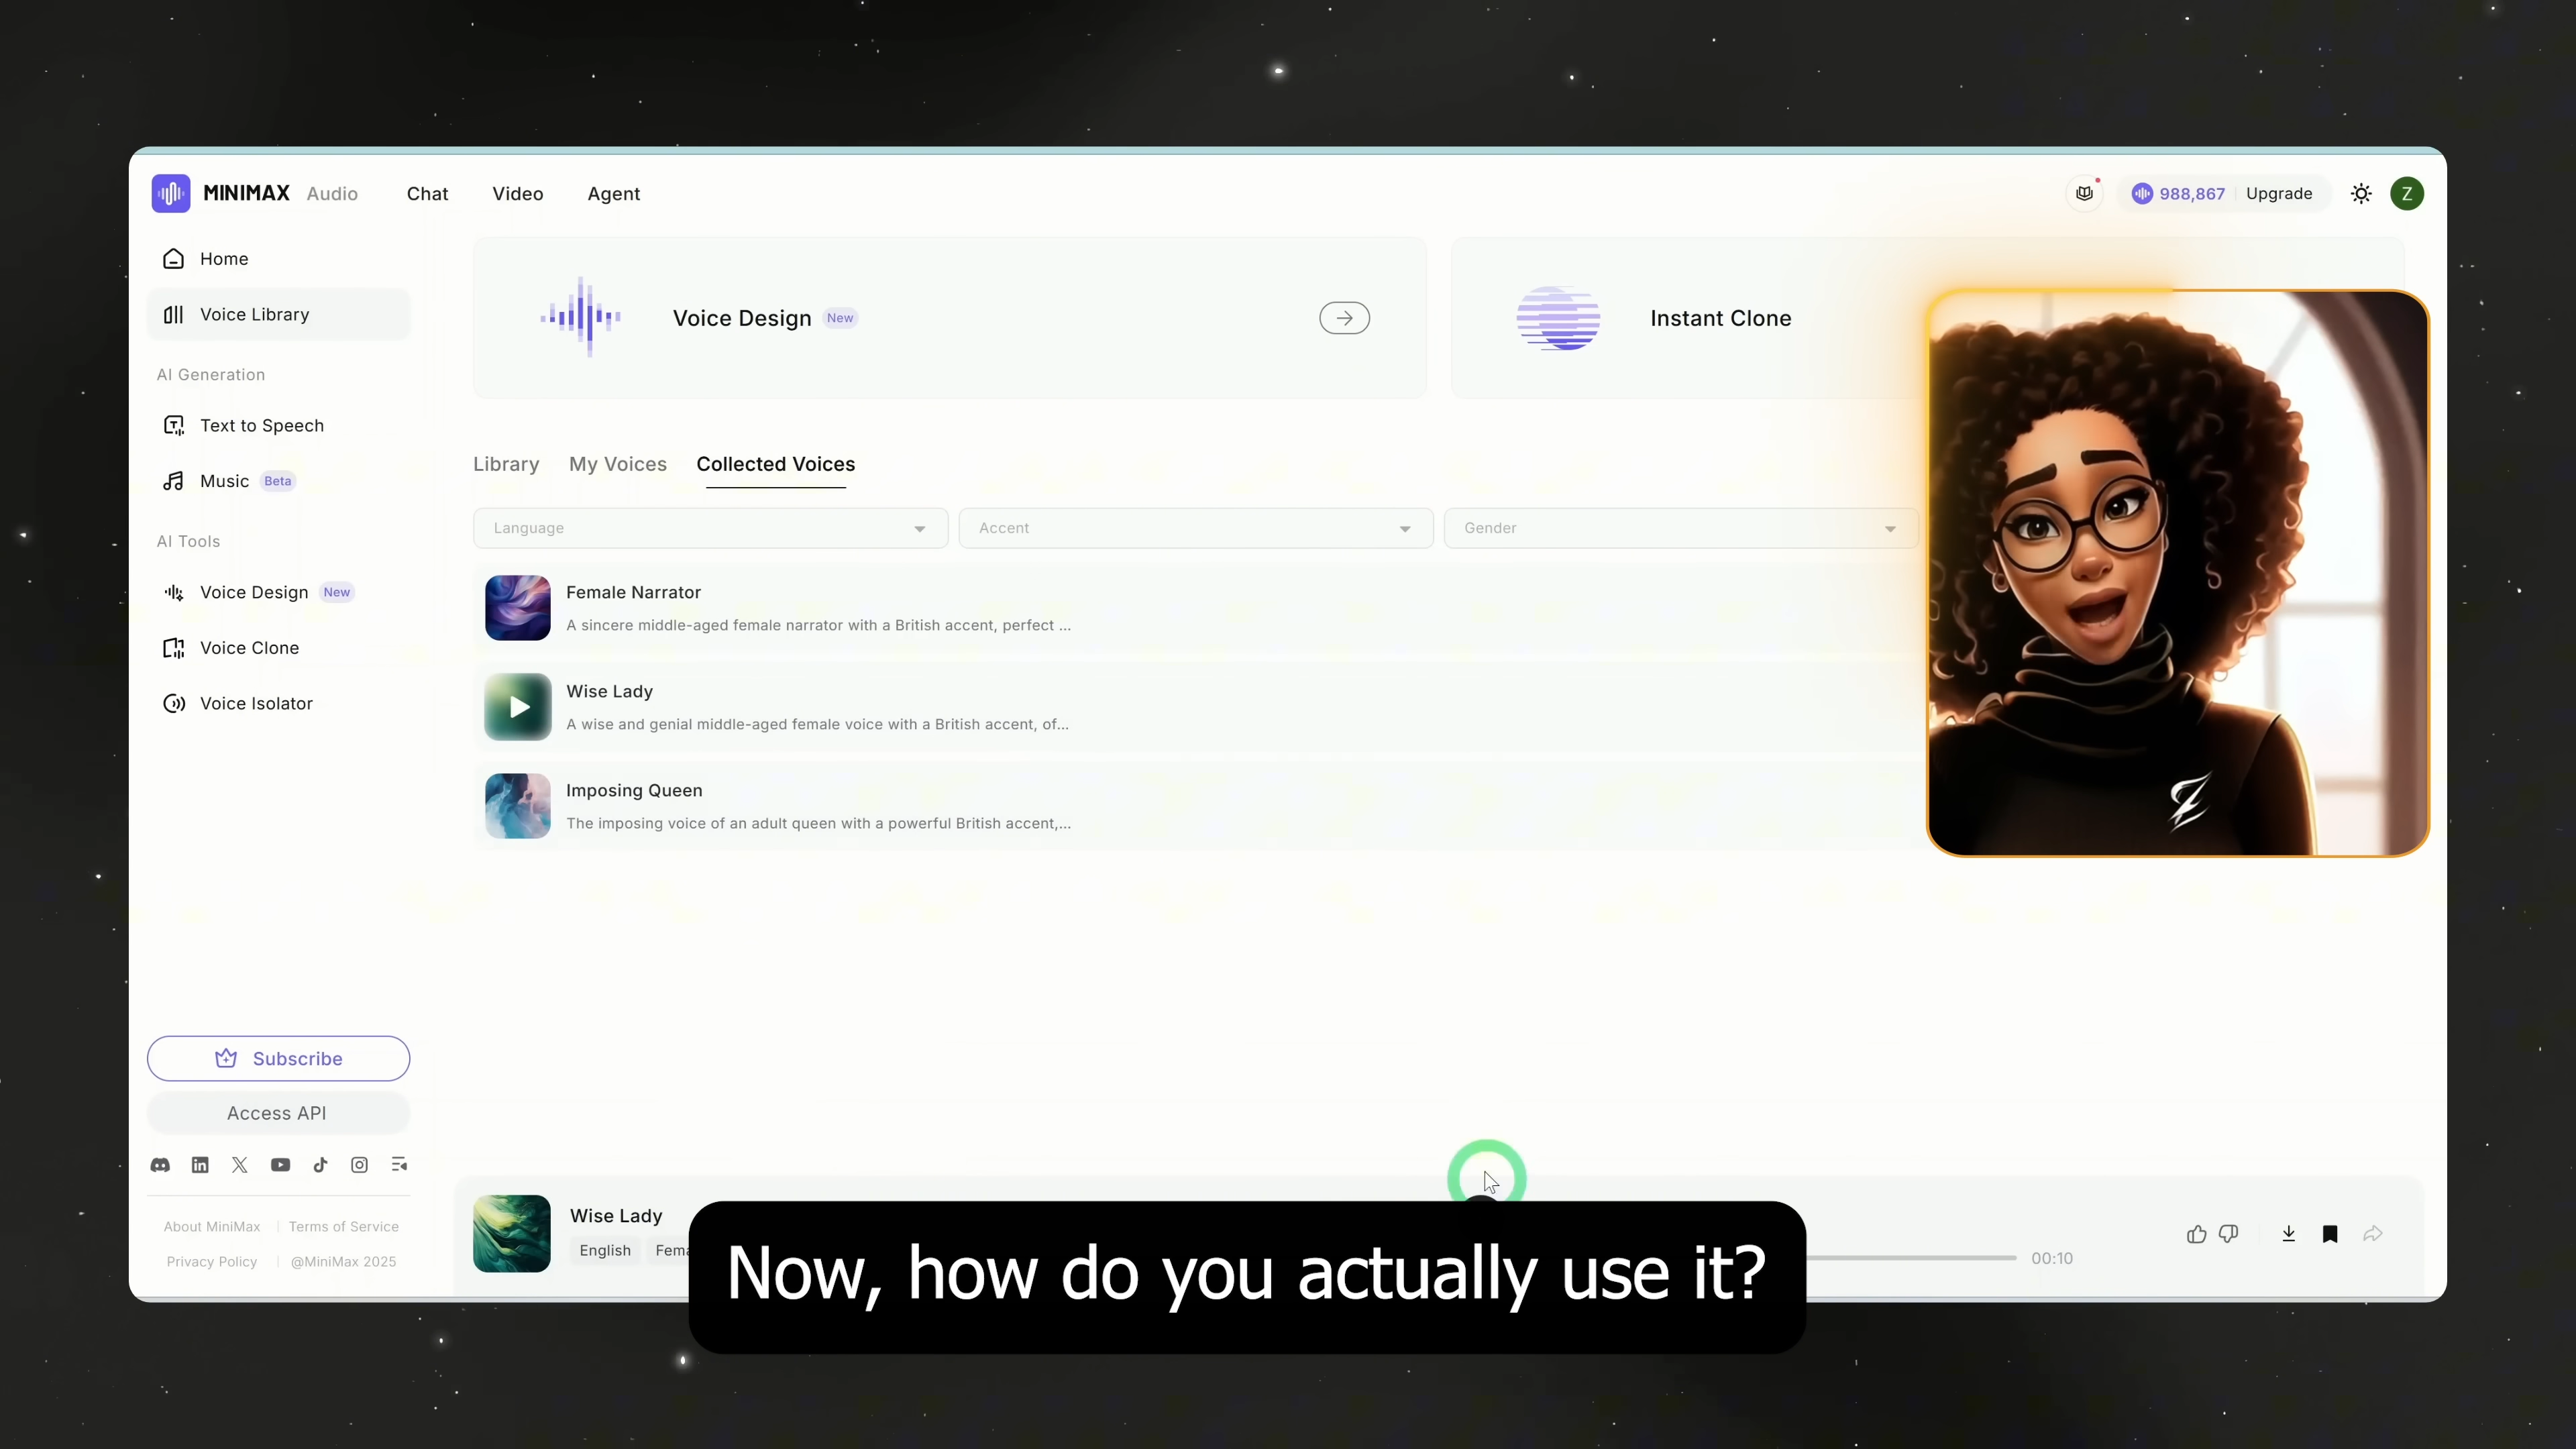 MINIMAX Audio
Chat
Video
Agent
988,867
Upgrade
Z
Home
Voice Library
AI Generation
Text to Speech
Music Beta
AI Tools
Voice Design New
Voice Clone
Voice Isolator
Subscribe
Access API
About MiniMax
Terms of Service
Privacy Policy
@MiniMax 2025
Voice Design New
Instant Clone
Library
My Voices
Collected Voices
Language
Accent
Gender
Female Narrator
A sincere middle-aged female narrator with a British accent, perfect ...
Wise Lady
A wise and genial middle-aged female voice with a British accent, of...
Imposing Queen
The imposing voice of an adult queen with a powerful British accent,...
Z
Wise Lady
English
00:10
Now, how do you actually use it?